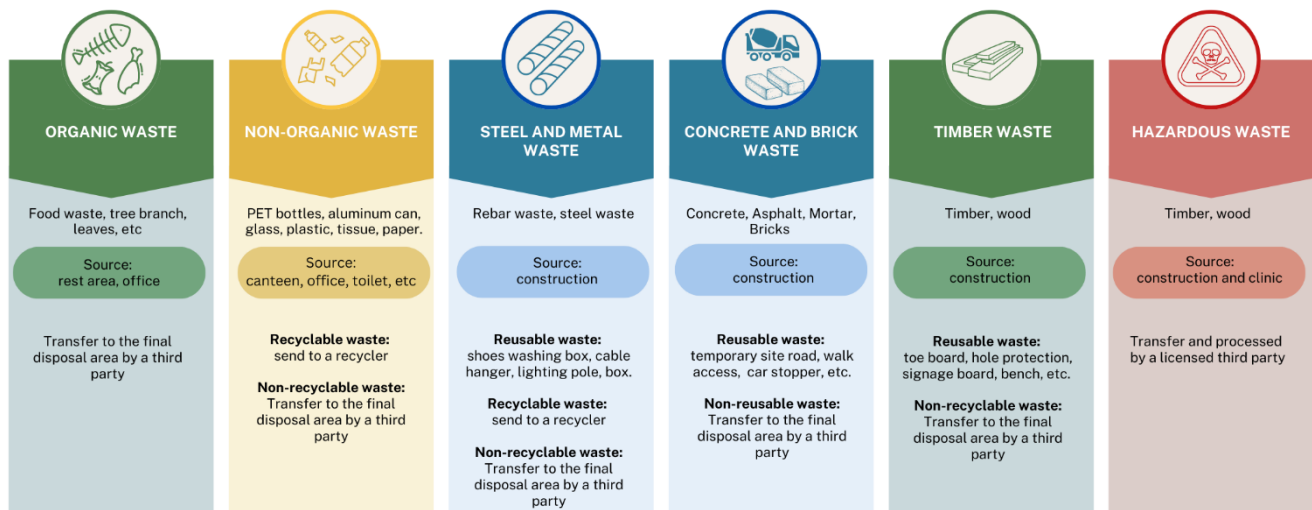 ORGANIC WASTE
Food waste, tree branch,
leaves, etc
Source:
rest area, office
Transfer to the final
disposal area by a third
party
NON-ORGANIC WASTE
PET bottles, aluminum can,
glass, plastic, tissue, paper.
Source:
canteen, office, toilet, etc
Recyclable waste:
send to a recycler
Non-recyclable waste:
Transfer to the final
disposal area by a third
party
STEEL AND METAL
WASTE
Rebar waste, steel waste
Source:
construction
Reusable waste:
shoes washing box, cable
hanger, lighting pole, box.
Recyclable waste:
send to a recycler
Non-recyclable waste:
Transfer to the final
disposal area by a third
party
CONCRETE AND BRICK
WASTE
Concrete, Asphalt, Mortar,
Bricks
Source:
construction
Reusable waste:
temporary site road, walk
access, car stopper, etc.
Non-reusable waste:
Transfer to the final
disposal area by a third
party
TIMBER WASTE
Timber, wood
Source:
construction
Reusable waste:
toe board, hole protection,
signage board, bench, etc.
Non-recyclable waste:
Transfer to the final
disposal area by a third
party
HAZARDOUS WASTE
Timber, wood
Source:
construction and clinic
Transfer and processed
by a licensed third party